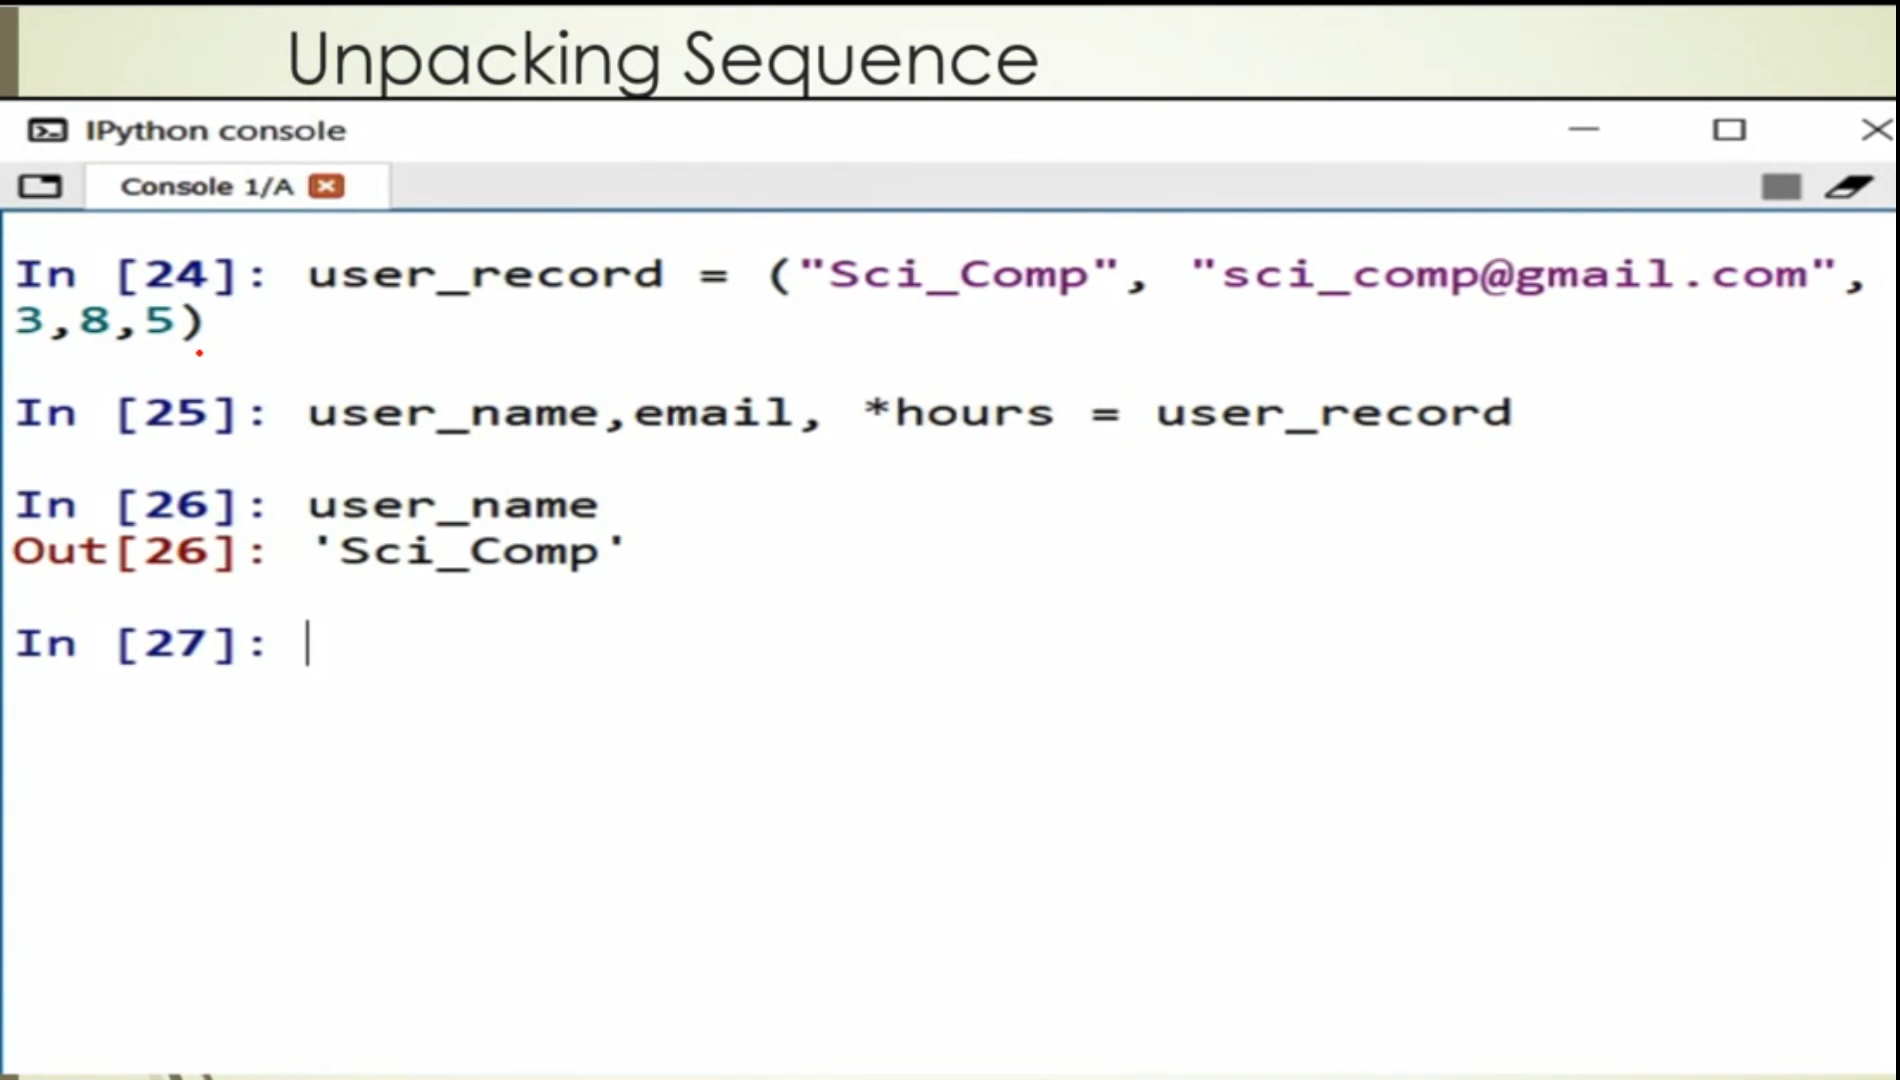 Unpacking Sequence
IPython console
Console 1/A
In [24]: user_record = ("Sci_Comp", "sci_comp@gmail.com",
3,8,5)
In [25]: user_name,email, *hours = user_record
In [26]: user_name
Out[26]: 'Sci_Comp'
In [27]: